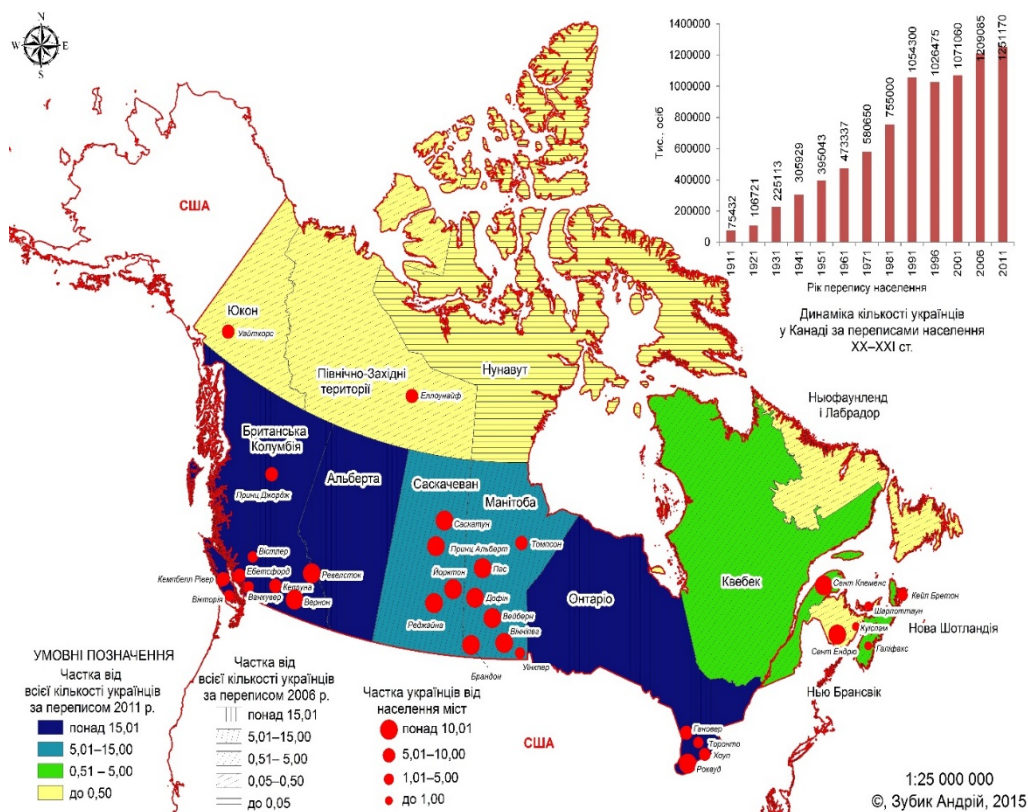 N
W
E
S
США
1400000
1200000
1000000
800000
600000
400000
200000
0
Тис. осіб
75432
106721
225113
305929
395043
473337
580650
755000
1054300
1026475
1071060
1209085
1251170
1911
1921
1931
1941
1951
1961
1971
1981
1991
1996
2001
2006
2011
Рік перепису населення
Динаміка кількості українців
у Канаді за переписами населення
ХХ–ХХІ ст.
Юкон
Уайтхорс
Північно-Західні
території
Еллоунайф
Нунавут
Ньюфаунленд
і Лабрадор
Британська
Колумбія
Принц Джордж
Альберта
Саскачеван
Манітоба
Саскатун
Принц Альберт
Томпсон
Пас
Йорктон
Дофін
Реджайна
Вейберн
Вінніпег
Уінклер
Брандон
Вістлер
Кемпбелл Рівер
Ебетсфорд
Ревелсток
Келоуна
Ванкувер
Вікторія
Вернон
Онтаріо
Квебек
Сент Клеменс
Кейп Бретон
Шарлоттаун
Нова Шотландія
Сент Ендрю
Галіфакс
Нью Брансвік
Гановер
Торонто
Хоуп
Роквуд
США
УМОВНІ ПОЗНАЧЕННЯ
Частка від
всієї кількості українців
за переписом 2011 р.
понад 15,01
5,01–15,00
0,51 – 5,00
до 0,50
Частка від
всієї кількості українців
за переписом 2006 р.
понад 15,01
5,01–15,00
0,51– 5,00
0,05–0,50
до 0,05
Частка українців від
населення міст
понад 10,01
5,01–10,00
1,01–5,00
до 1,00
1:25 000 000
©, Зубик Андрій, 2015